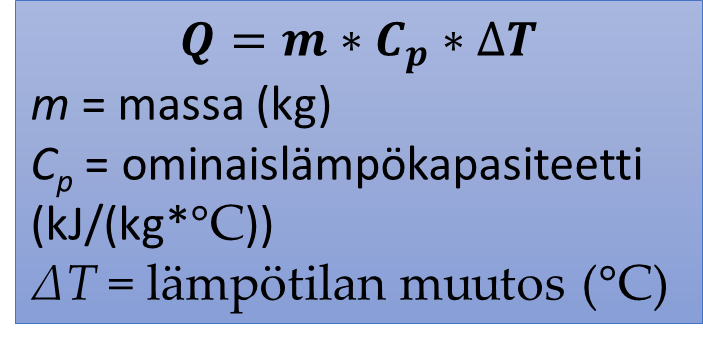 Q = m * Cₚ * ΔT
m = massa (kg)
Cₚ = ominaislämpökapasiteetti
(kJ/(kg*°C))
ΔT = lämpötilan muutos (°C)